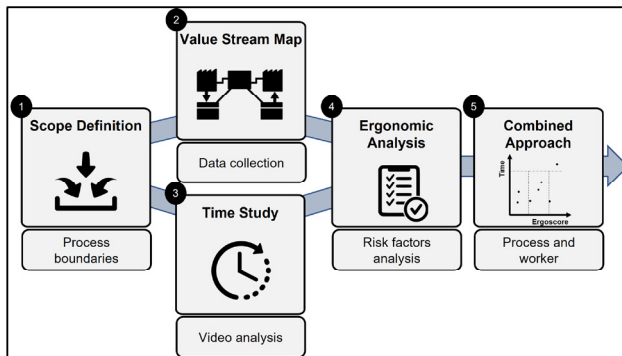 1
Scope Definition
Process
boundaries
2
Value Stream Map
Data collection
3
Time Study
Video analysis
4
Ergonomic
Analysis
Risk factors
analysis
5
Combined
Approach
Time
Ergoscore
Process and
worker